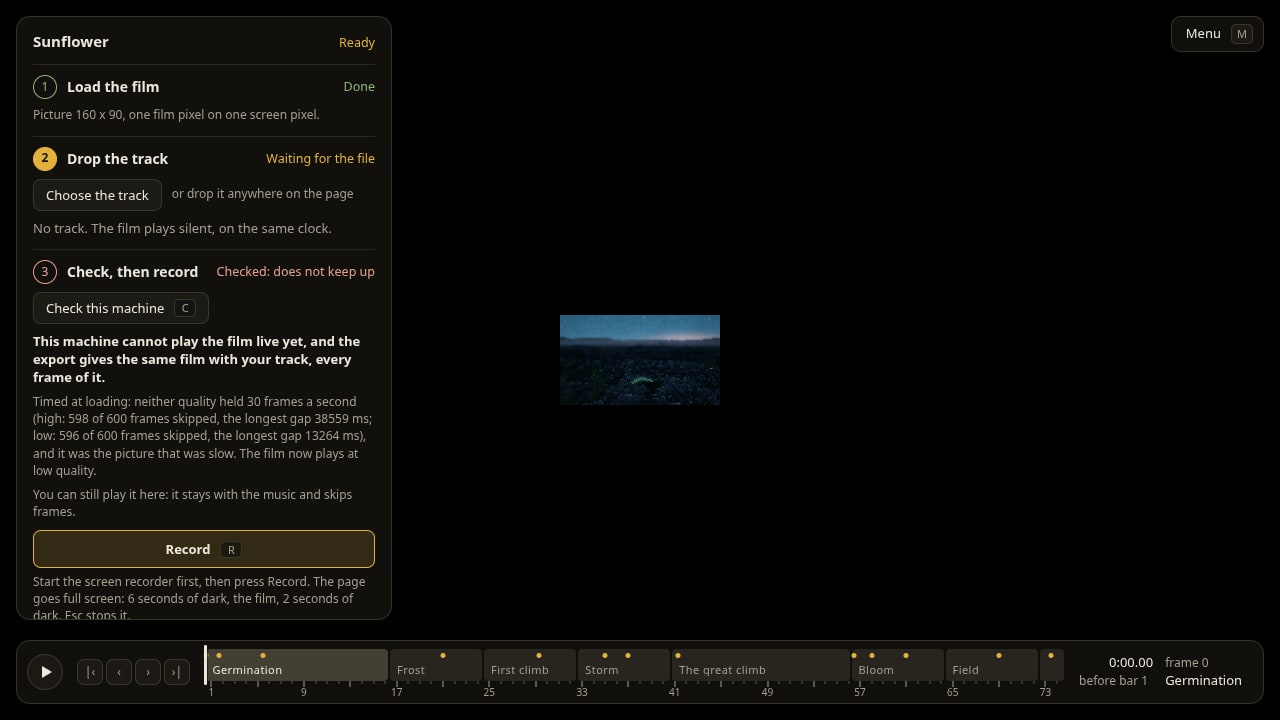 Sunflower
Ready
Menu M
1 Load the film Done
Picture 160 x 90, one film pixel on one screen pixel.
2 Drop the track Waiting for the file
Choose the track or drop it anywhere on the page
No track. The film plays silent, on the same clock.
3 Check, then record Checked: does not keep up
Check this machine C
This machine cannot play the film live yet, and the
export gives the same film with your track, every
frame of it.
Timed at loading: neither quality held 30 frames a second
(high: 598 of 600 frames skipped, the longest gap 38559 ms;
low: 596 of 600 frames skipped, the longest gap 13264 ms),
and it was the picture that was slow. The film now plays at
low quality.
You can still play it here: it stays with the music and skips
frames.
Record R
Start the screen recorder first, then press Record. The page
goes full screen: 6 seconds of dark, the film, 2 seconds of
dark. Esc stops it.
Germination Frost First climb Storm The great climb Bloom Field
1 9 17 25 33 41 49 57 65 73
0:00.00 frame 0
before bar 1 Germination